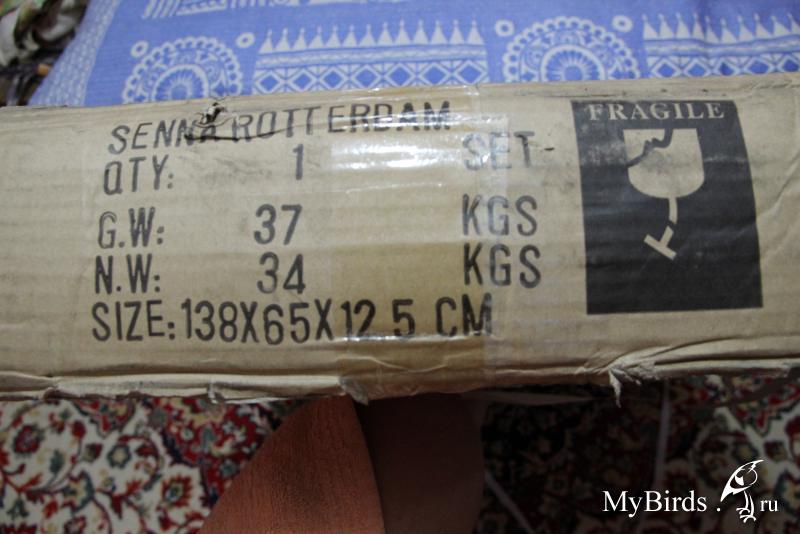 SENNA ROTTERDAM
QTY: 1 SET
G.W: 37 KGS
N.W: 34 KGS
SIZE: 138X65X12.5 CM
FRAGILE
MyBirds.ru